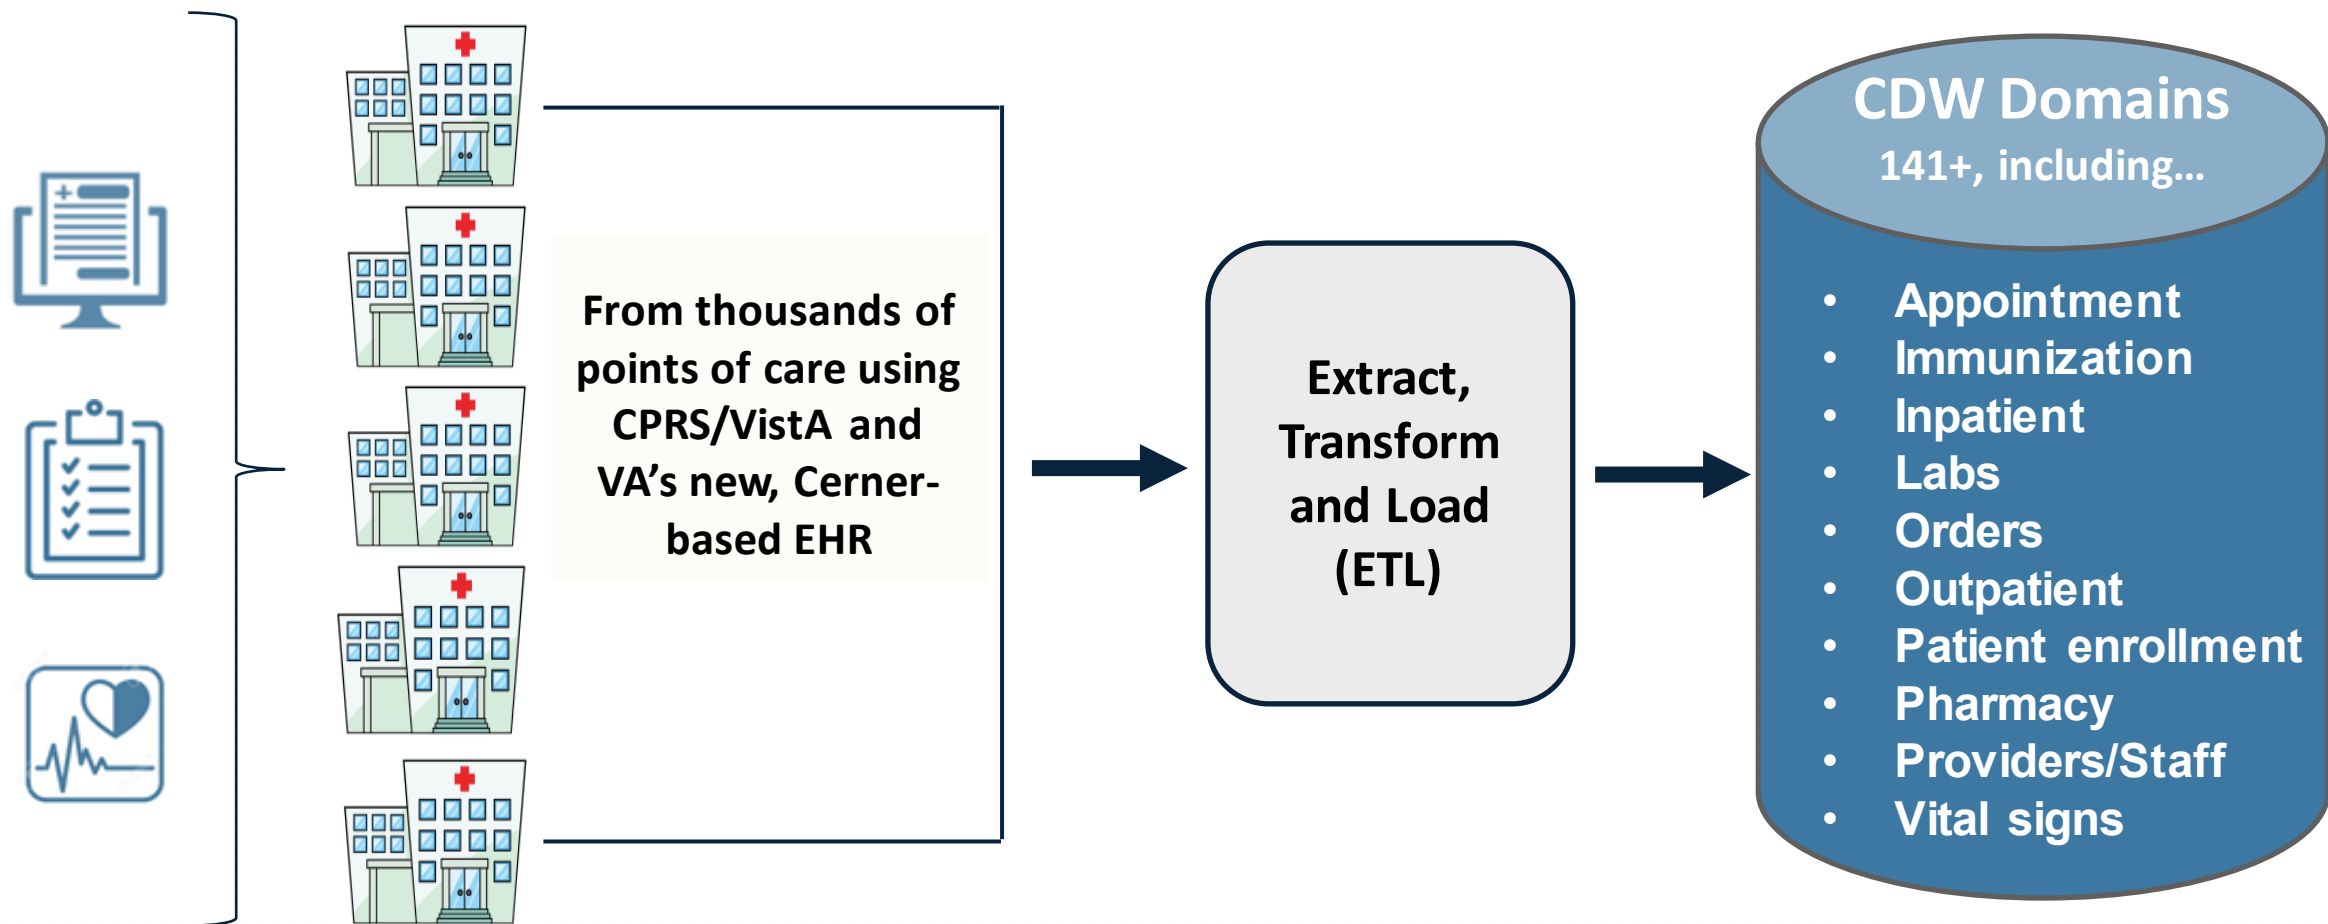 From thousands of
points of care using
CPRS/VistA and
VA’s new, Cerner-
based EHR
Extract,
Transform
and Load
(ETL)
CDW Domains
141+, including...
• Appointment
• Immunization
• Inpatient
• Labs
• Orders
• Outpatient
• Patient enrollment
• Pharmacy
• Providers/Staff
• Vital signs